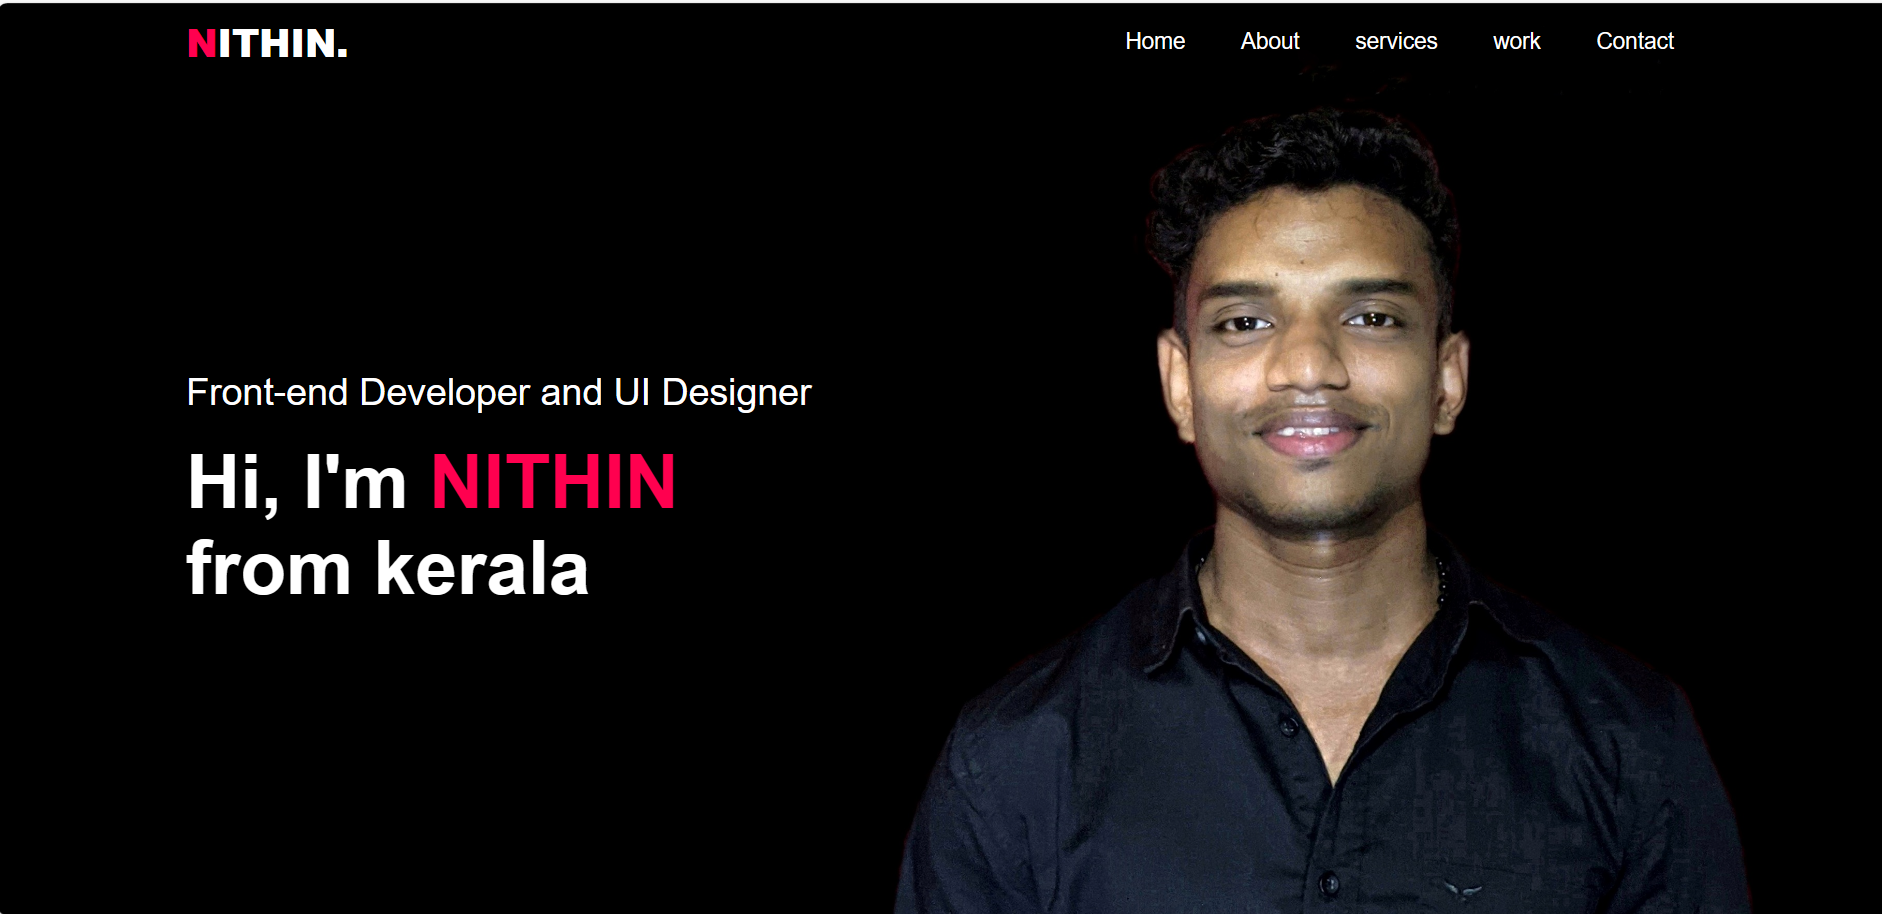 NITHIN.
Home About services work Contact
Front-end Developer and UI Designer
Hi, I'm NITHIN
from kerala